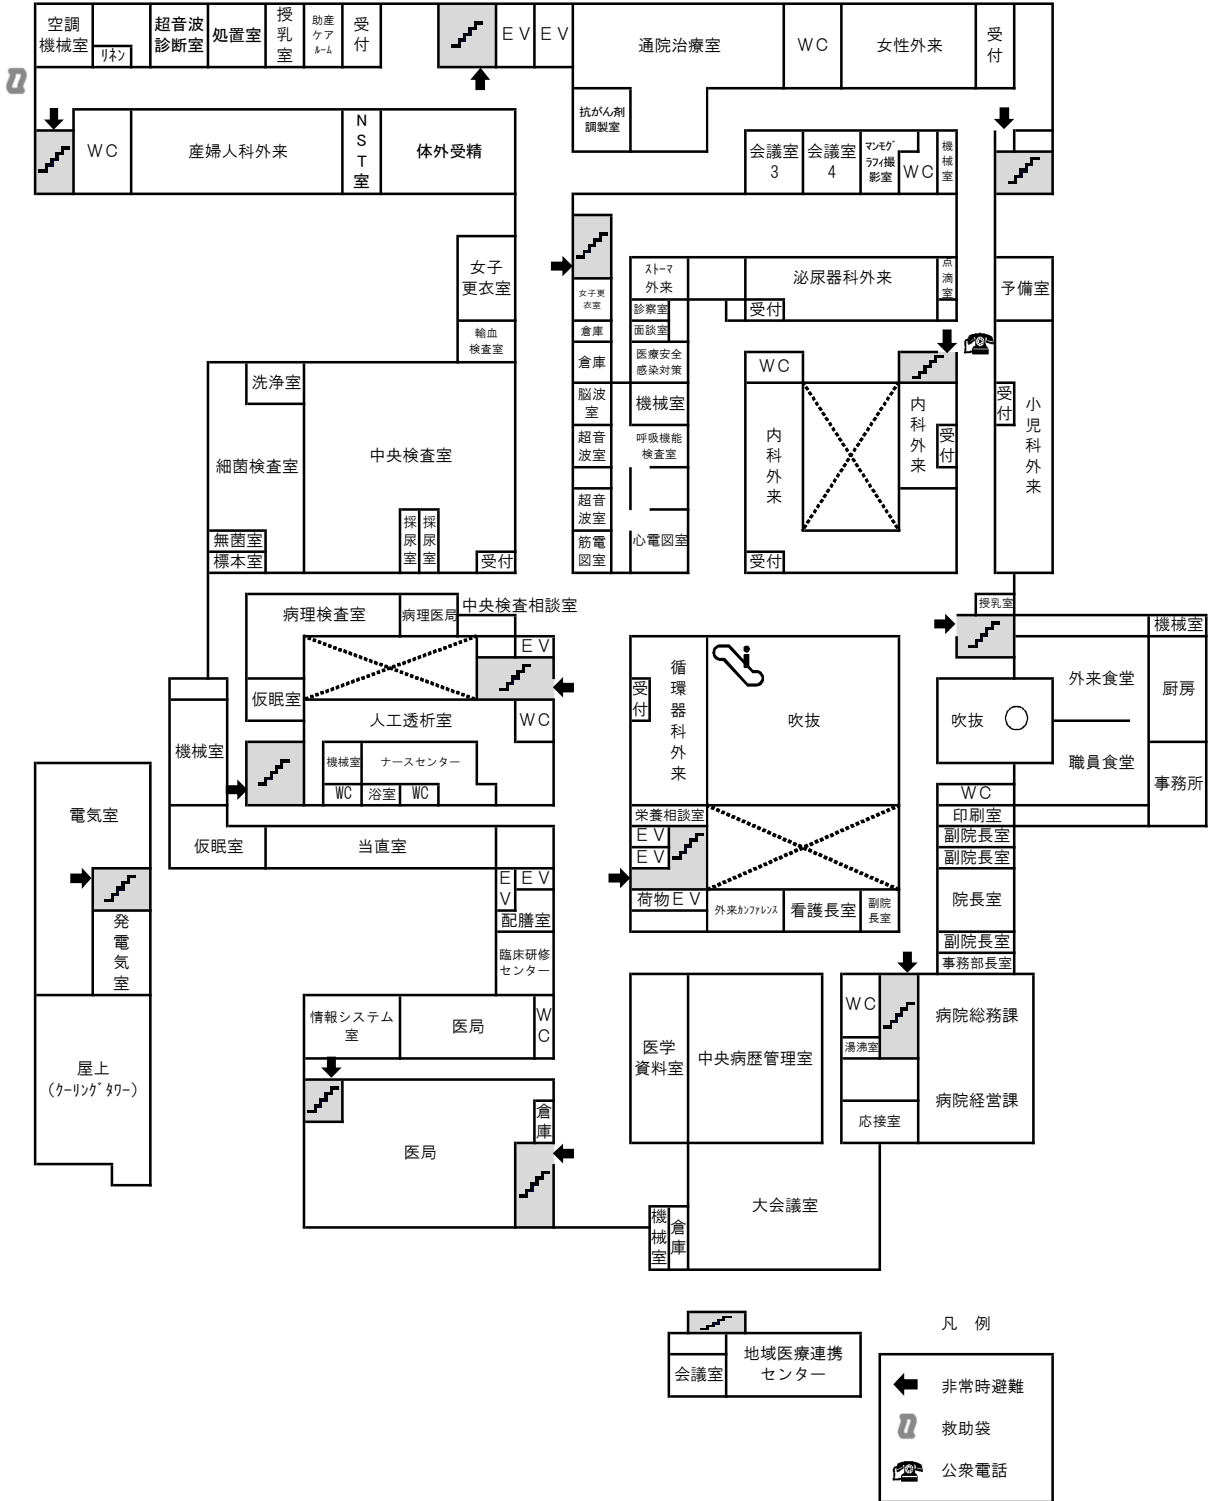 空調
機械室
ﾘﾈﾝ
超音波
診断室
処置室
授
乳
室
助産
ケア
ﾙｰﾑ
受
付
ＥＶ
ＥＶ
通院治療室
ＷＣ
女性外来
受
付
抗がん剤
調製室
ＷＣ
産婦人科外来
N
S
T
室
体外受精
会議室
3
会議室
4
ﾏﾝﾓｸﾞ
ﾗﾌｨ撮
影室
ＷＣ
機
械
室
女子
更衣室
輸血
検査室
女子更
衣室
倉庫
倉庫
脳波
室
超音
波室
超音
波室
筋電
図室
ｽﾄｰﾏ
外来
診察室
面談室
医療安全
感染対策
機械室
呼吸機能
検査室
心電図室
泌尿器科外来
受付
点
滴
室
予備室
ＷＣ
内
科
外
来
受付
内
科
外
来
受
付
受
付
小
児
科
外
来
洗浄室
細菌検査室
中央検査室
無菌室
標本室
採
尿
室
採
尿
室
受付
病理検査室
病理医局
中央検査相談室
ＥＶ
授乳室
機械室
仮眠室
人工透析室
ＷＣ
受
付
循
環
器
科
外
来
吹抜
吹抜
外来食堂
厨房
機械室
機械室
ナースセンター
WC
浴室
WC
職員食堂
事務所
電気室
仮眠室
当直室
栄養相談室
ＥＶ
ＥＶ
荷物ＥＶ
外来ｶﾝﾌｧﾚﾝｽ
看護長室
副院
長室
ＷＣ
印刷室
副院長室
副院長室
院長室
副院長室
事務部長室
発
電
気
室
Ｅ
Ｖ
ＥＶ
配膳室
臨床研修
センター
情報システム
室
医局
Ｗ
Ｃ
医学
資料室
中央病歴管理室
ＷＣ
湯沸室
病院総務課
病院経営課
応接室
屋上
(ｸｰﾘﾝｸﾞﾀﾜｰ)
医局
倉
庫
大会議室
機
械
室
倉
庫
会議室
地域医療連携
センター
凡　例
非常時避難
救助袋
公衆電話